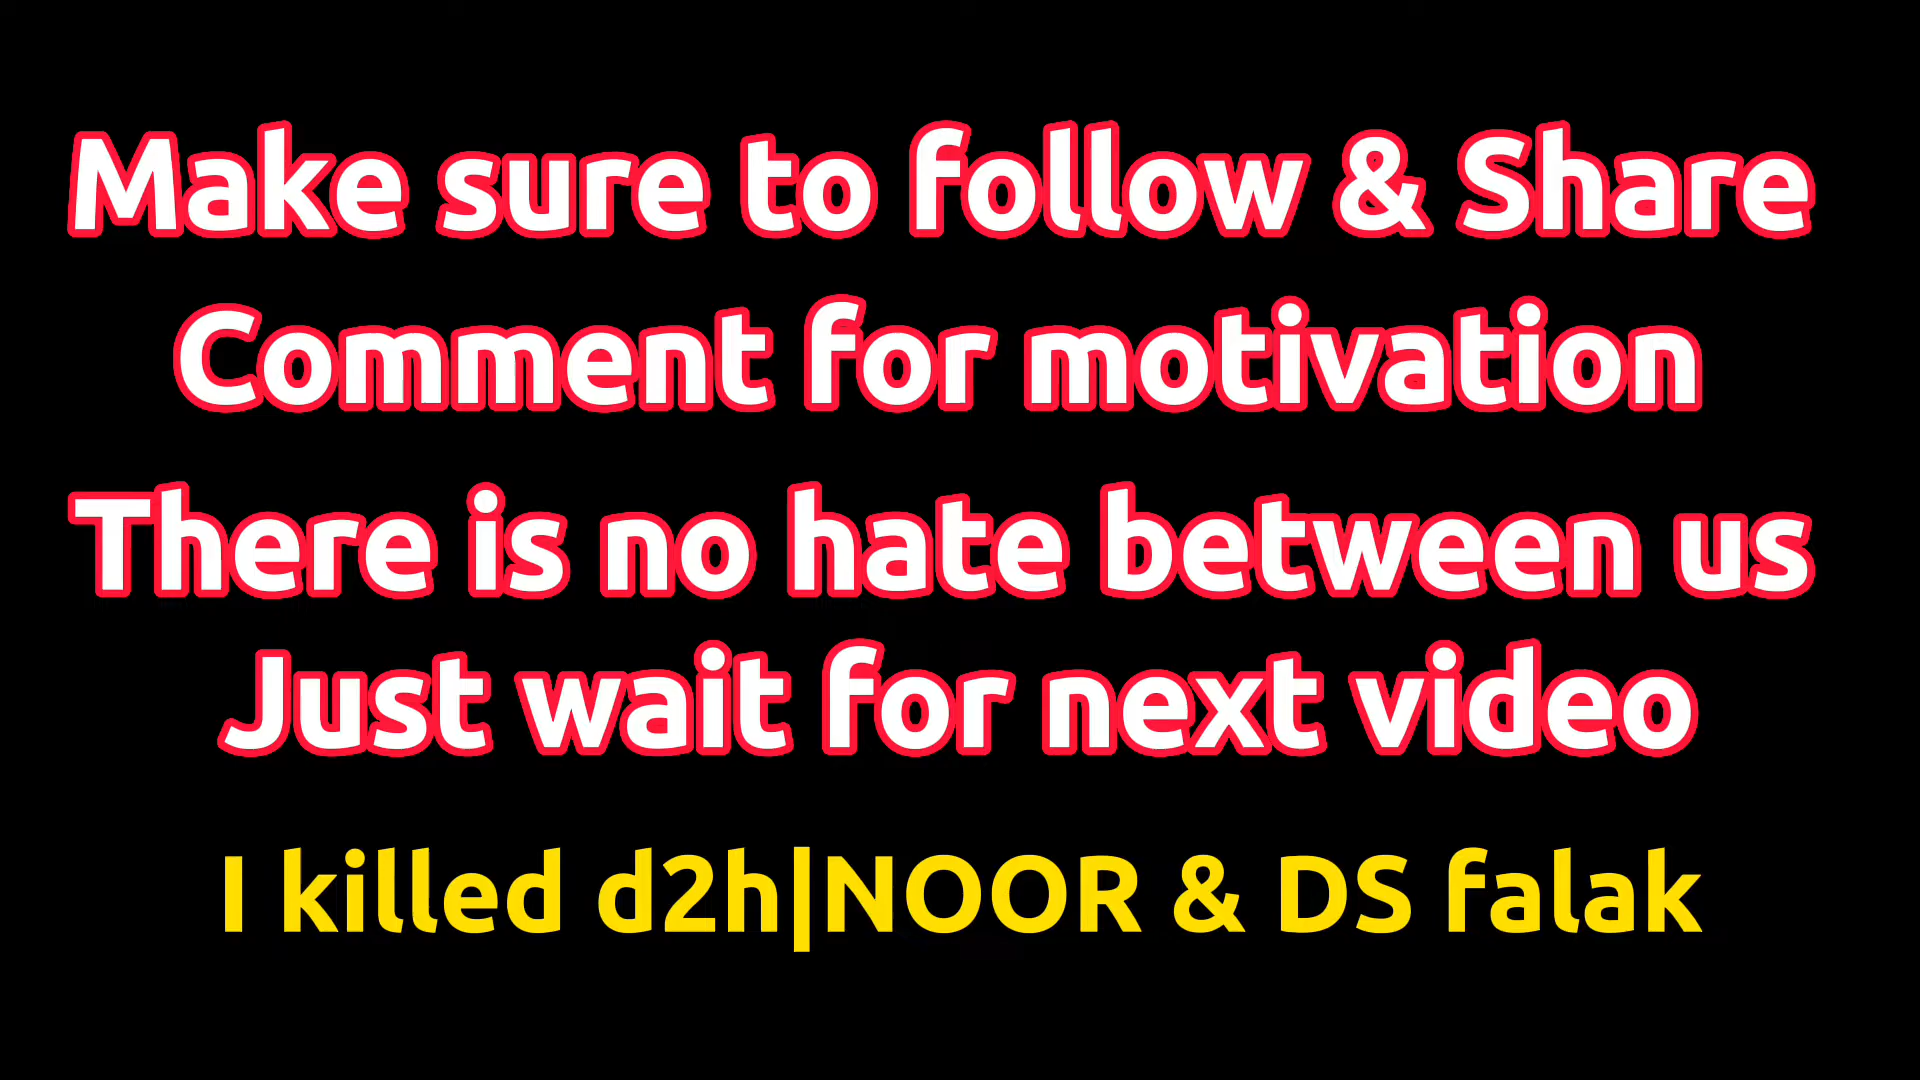 Make sure to follow & Share
Comment for motivation
There is no hate between us
Just wait for next video
I killed d2h|NOOR & DS falak